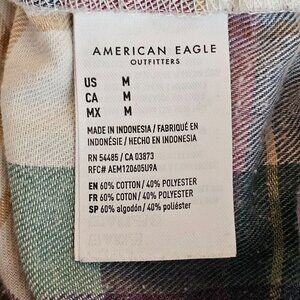 AMERICAN EAGLE
OUTFITTERS
US M
CA M
MX M
MADE IN INDONESIA / FABRIQUÉ EN
INDONÉSIE / HECHO EN INDONESIA
RN 54485 / CA 03873
RFC# AEM120605U9A
EN 60% COTTON / 40% POLYESTER
FR 60% COTON / 40% POLYESTER
SP 60% algodón / 40% poliéster